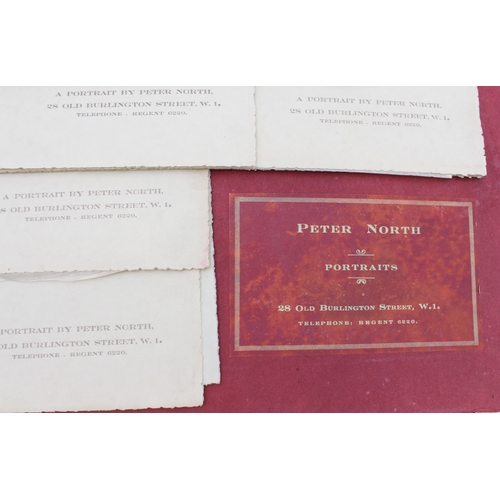 A PORTRAIT BY PETER NORTH,
28 OLD BURLINGTON STREET, W.1.
TELEPHONE - REGENT 6220.
A PORTRAIT BY PETER NORTH,
28 OLD BURLINGTON STREET, W.1.
TELEPHONE - REGENT 6220.
A PORTRAIT BY PETER NORTH,
28 OLD BURLINGTON STREET, W.1.
TELEPHONE - REGENT 6220.
PETER NORTH
PORTRAITS
28 OLD BURLINGTON STREET, W.1.
TELEPHONE: REGENT 6220.
A PORTRAIT BY PETER NORTH,
28 OLD BURLINGTON STREET, W.1.
TELEPHONE - REGENT 6220.